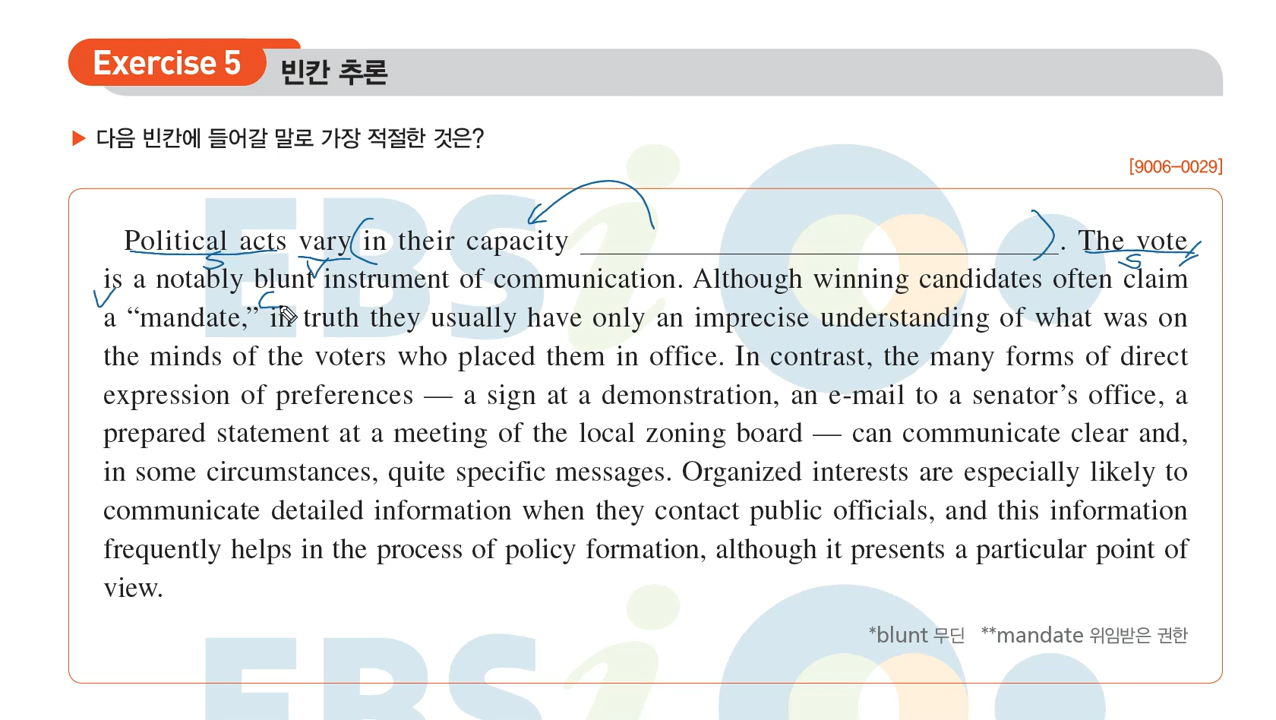 Exercise 5
빈칸 추론
▶ 다음 빈칸에 들어갈 말로 가장 적절한 것은?
[9006-0029]
Political acts vary (in their capacity ____________________). The vote
S V S
is a notably blunt instrument of communication. Although winning candidates often claim
V
a “mandate,” in truth they usually have only an imprecise understanding of what was on
the minds of the voters who placed them in office. In contrast, the many forms of direct
expression of preferences — a sign at a demonstration, an e-mail to a senator’s office, a
prepared statement at a meeting of the local zoning board — can communicate clear and,
in some circumstances, quite specific messages. Organized interests are especially likely to
communicate detailed information when they contact public officials, and this information
frequently helps in the process of policy formation, although it presents a particular point of
view.
*blunt 무딘 **mandate 위임받은 권한
EBSi
EBSi